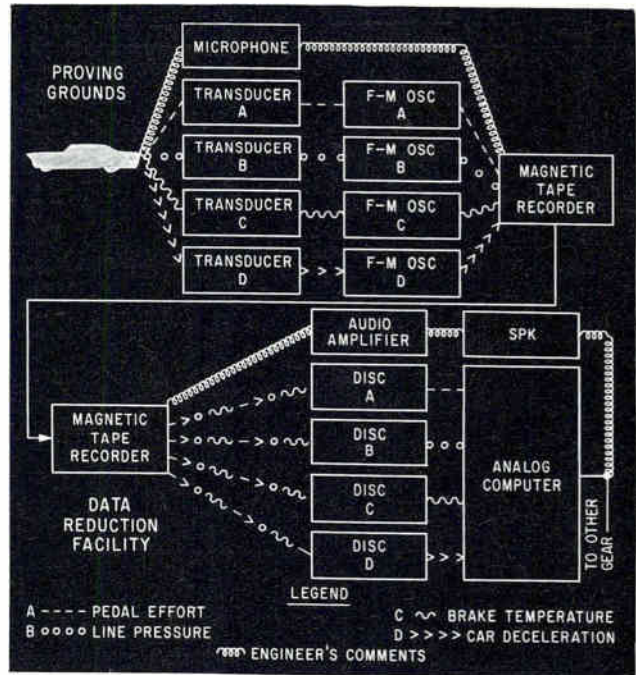 MICROPHONE
PROVING
GROUNDS
TRANSDUCER
A
F-M OSC
A
TRANSDUCER
B
F-M OSC
B
TRANSDUCER
C
F-M OSC
C
TRANSDUCER
D
F-M OSC
D
MAGNETIC
TAPE
RECORDER
AUDIO
AMPLIFIER
SPK
DISC
A
DISC
B
DISC
C
DISC
D
MAGNETIC
TAPE
RECORDER
ANALOG
COMPUTER
DATA
REDUCTION
FACILITY
TO OTHER
GEAR
LEGEND
A ---- PEDAL EFFORT
B oooo LINE PRESSURE
C BRAKE TEMPERATURE
D >>>> CAR DECELERATION
ENGINEER'S COMMENTS